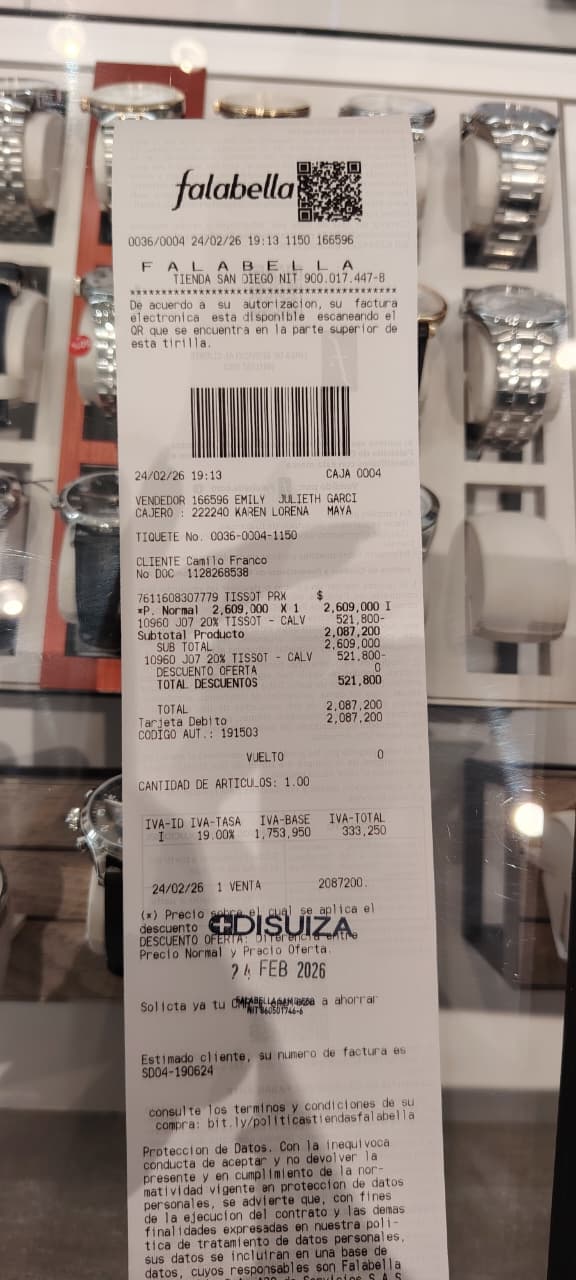 falabella
0036/0004 24/02/26 19:13 1150 166596
F A L A B E L L A
TIENDA SAN DIEGO NIT 900.017.447-8
****************************************
De acuerdo a su autorizacion, su factura
electronica esta disponible escaneando el
QR que se encuentra en la parte superior de
esta tirilla.
24/02/26 19:13 CAJA 0004
VENDEDOR 166596 EMILY JULIETH GARCI
CAJERO : 222240 KAREN LORENA MAYA
TIQUETE No. 0036-0004-1150
CLIENTE Camilo Franco
No DOC 1128268538
7611608307779 TISSOT PRX $
*P. Normal 2,609,000 X 1 2,609,000 I
10960 J07 20% TISSOT - CALV 521,800-
Subtotal Producto 2,087,200
SUB TOTAL 2,609,000
10960 J07 20% TISSOT - CALV 521,800-
DESCUENTO OFERTA 0
TOTAL DESCUENTOS 521,800
TOTAL 2,087,200
Tarjeta Debito 2,087,200
CODIGO AUT.: 191503
VUELTO 0
CANTIDAD DE ARTICULOS: 1.00
IVA-ID IVA-TASA IVA-BASE IVA-TOTAL
I 19.00% 1,753,950 333,250
24/02/26 1 VENTA 2087200.
(*) Precio sobre el cual se aplica el
descuento
DISUIZA
DESCUENTO OFERTA: Diferencia entre
Precio Normal y Precio Oferta.
24 FEB 2026
Solicta ya tu a ahorrar
NIT 860501746-6
Estimado cliente, su numero de factura es
SD04-190624
consulte los terminos y condiciones de su
compra: bit.ly/politicastiendasfalabella
Proteccion de Datos. Con la inequivoca
conducta de aceptar y no devolver la
presente y en cumplimiento de la nor-
matividad vigente en proteccion de datos
personales, se advierte que, con fines
de la ejecucion del contrato y las demas
finalidades expresadas en nuestra poli-
tica de tratamiento de datos personales,
sus datos se incluiran en una base de
datos, cuyos responsables son Falabella
de Servicios S.A.S